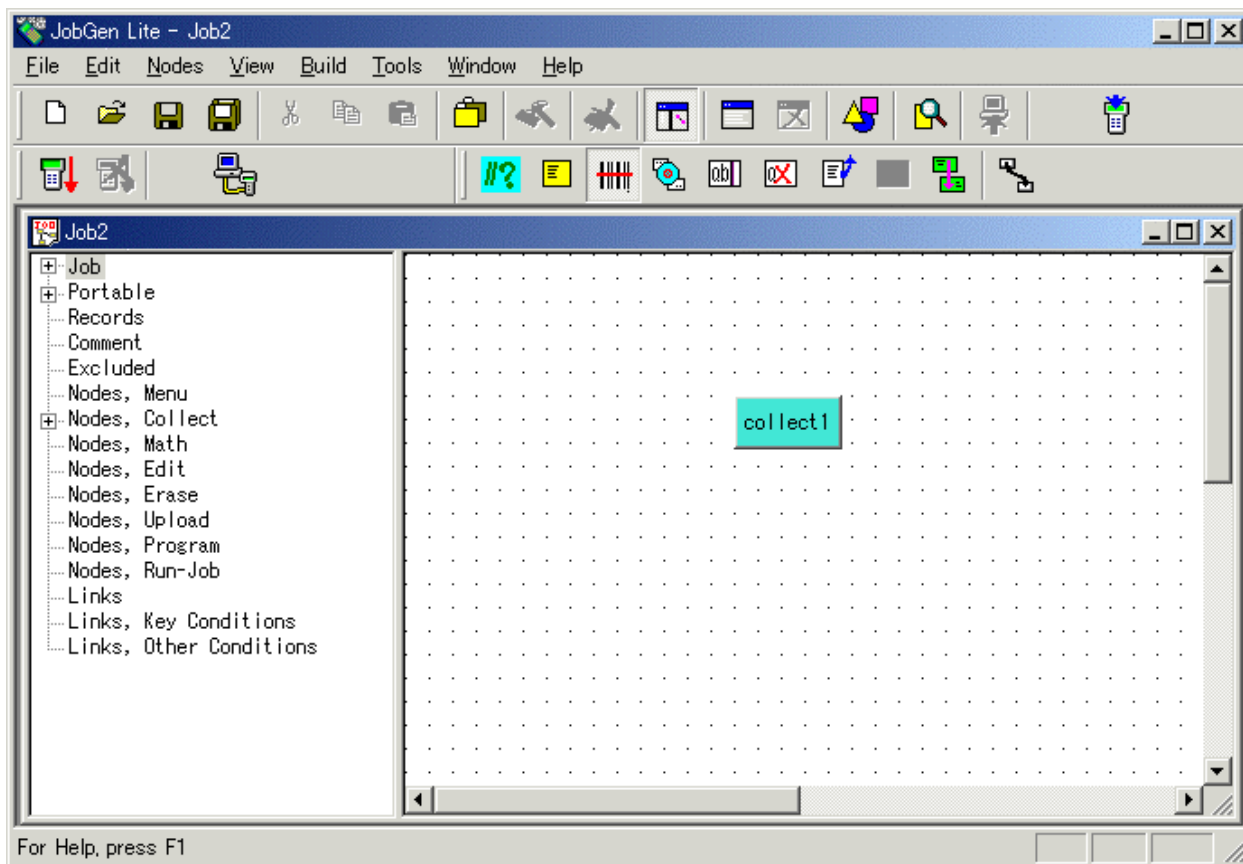 JobGen Lite - Job2
File Edit Nodes View Build Tools Window Help
//? ab a
Job2
Job
Portable
Records
Comment
Excluded
Nodes, Menu
Nodes, Collect
Nodes, Math
Nodes, Edit
Nodes, Erase
Nodes, Upload
Nodes, Program
Nodes, Run-Job
Links
Links, Key Conditions
Links, Other Conditions
collect1
For Help, press F1